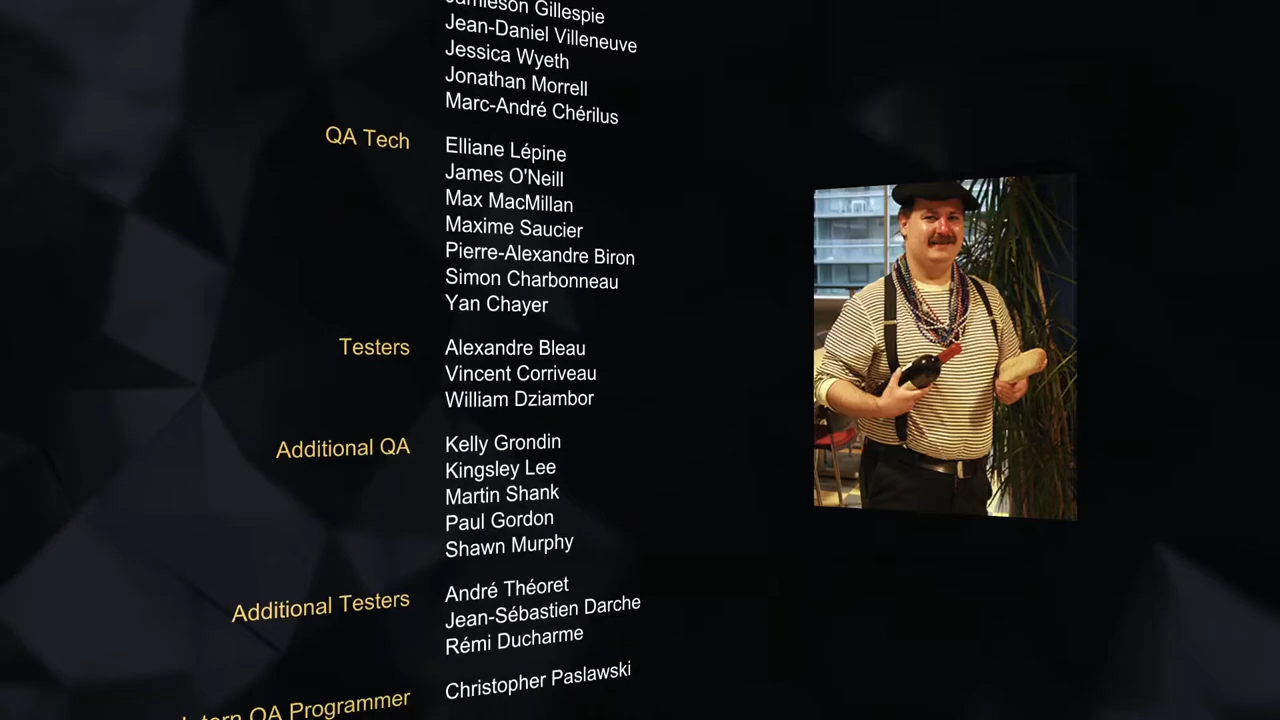 Jamieson Gillespie
Jean-Daniel Villeneuve
Jessica Wyeth
Jonathan Morrell
Marc-André Chérilus
QA Tech
Elliane Lépine
James O'Neill
Max MacMillan
Maxime Saucier
Pierre-Alexandre Biron
Simon Charbonneau
Yan Chayer
Testers
Alexandre Bleau
Vincent Corriveau
William Dziambor
Additional QA
Kelly Grondin
Kingsley Lee
Martin Shank
Paul Gordon
Shawn Murphy
Additional Testers
André Théoret
Jean-Sébastien Darche
Rémi Ducharme
Intern QA Programmer
Christopher Paslawski